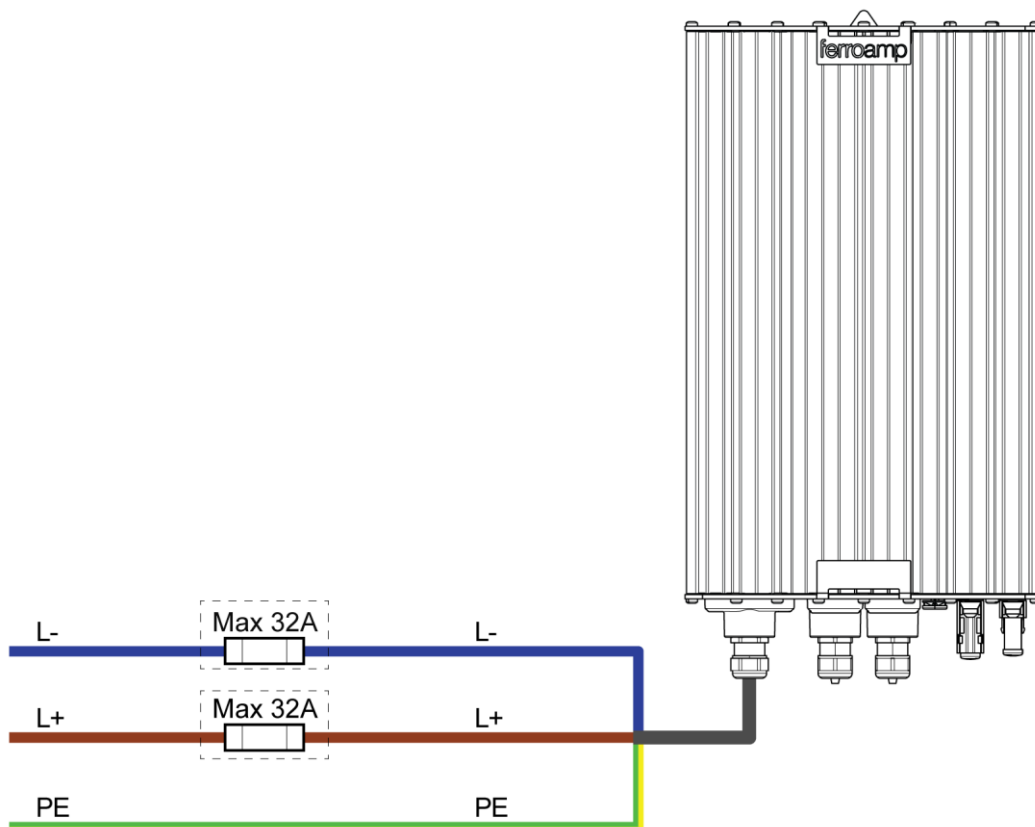 ferroamp
Max 32A
L- L-
Max 32A
L+ L+
PE PE